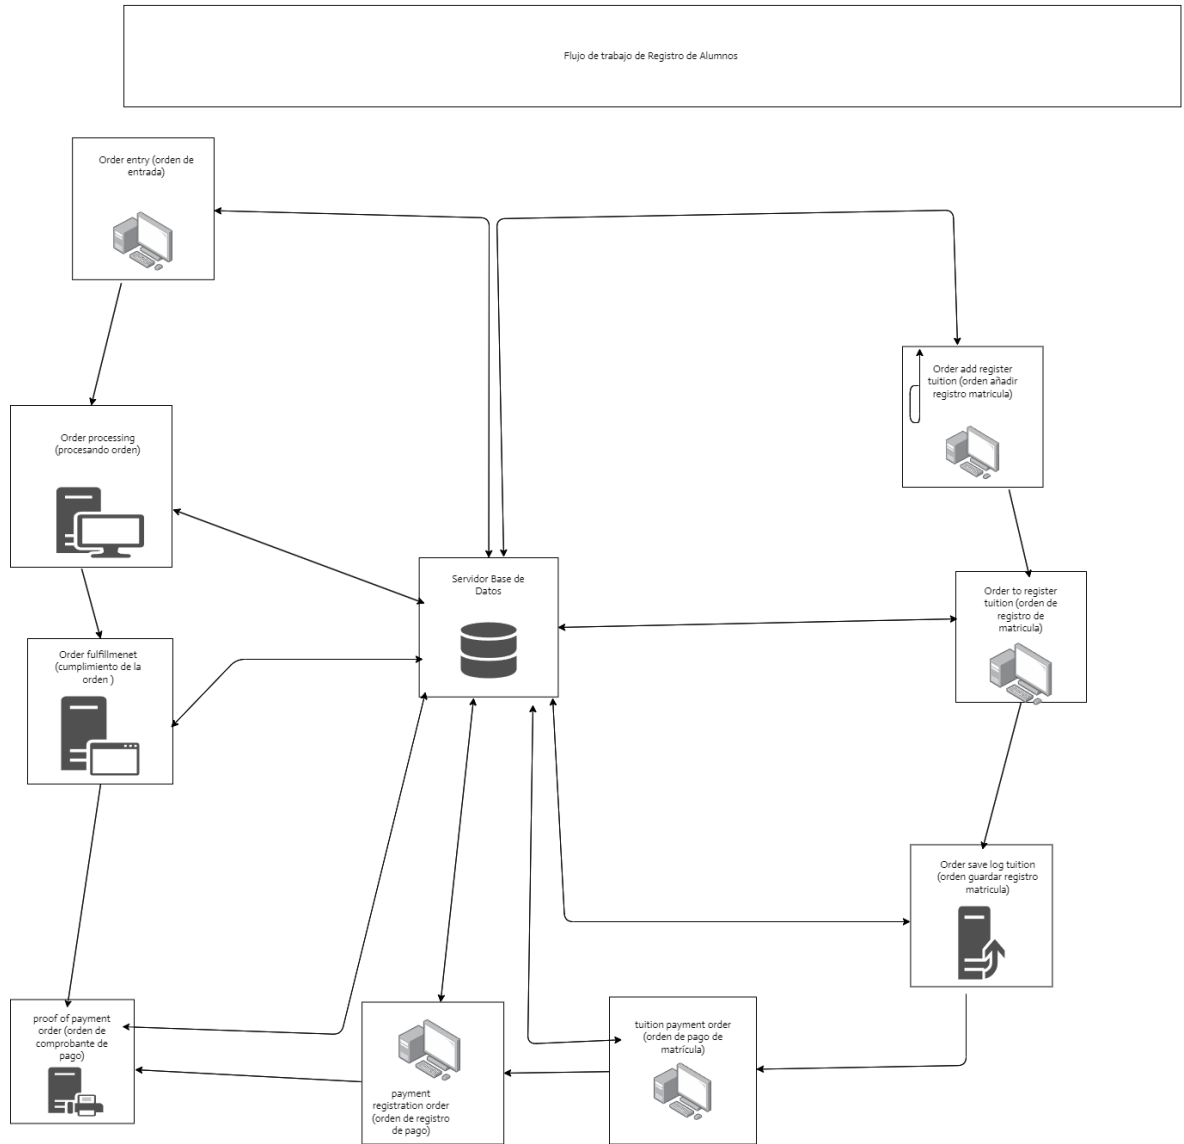 Flujo de trabajo de Registro de Alumnos
Order entry (orden de
entrada)
Order add register
tuition (orden añadir
registro matricula)
Order processing
(procesando orden)
Servidor Base de
Datos
Order to register
tuition (orden de
registro de
matricula)
Order fulfillmenet
(cumplimiento de la
orden )
Order save log tuition
(orden guardar registro
matricula)
proof of payment
order (orden de
comprobante de
pago)
payment
registration order
(orden de registro
de pago)
tuition payment order
(orden de pago de
matrícula)